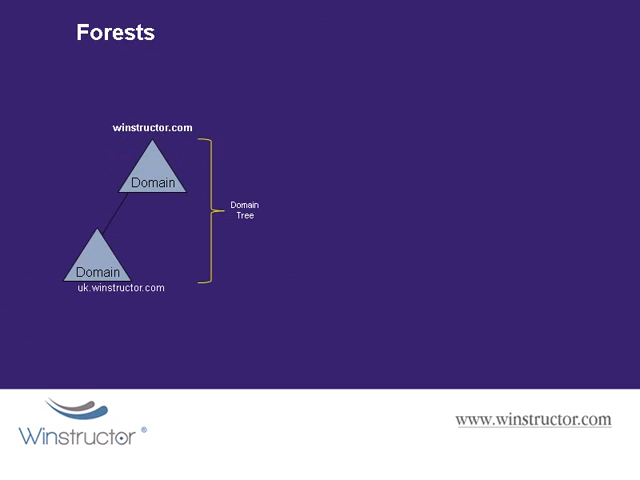 Forests
winstructor.com
Domain
Domain
Tree
Domain
uk.winstructor.com
Winstructor®
www.winstructor.com